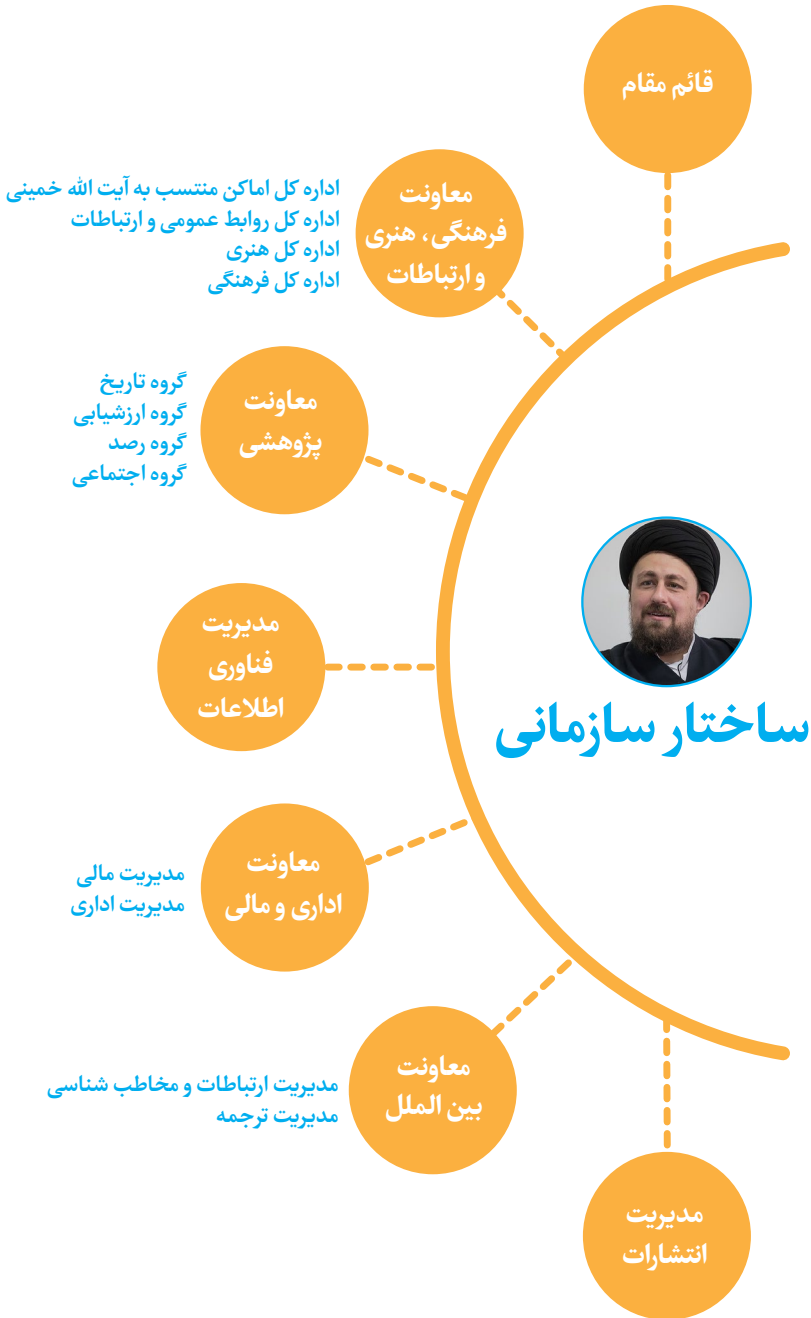 قائم مقام
معاونت
فرهنگی، هنری
و ارتباطات
اداره کل اماکن منتسب به آیت الله خمینی
اداره کل روابط عمومی و ارتباطات
اداره کل هنری
اداره کل فرهنگی
معاونت
پژوهشی
گروه تاریخ
گروه ارزشیابی
گروه رصد
گروه اجتماعی
مدیریت
فناوری
اطلاعات
ساختار سازمانی
معاونت
اداری و مالی
مدیریت مالی
مدیریت اداری
معاونت
بین الملل
مدیریت ارتباطات و مخاطب شناسی
مدیریت ترجمه
مدیریت
انتشارات